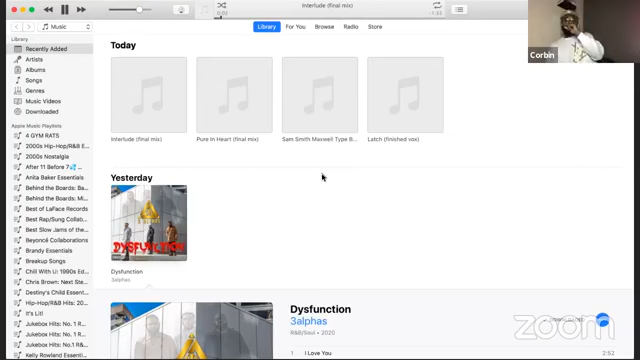 Interlude (final mix)
0:02
-1:33
Music
Library
For You
Browse
Radio
Store
Library
Recently Added
Artists
Albums
Songs
Genres
Music Videos
Downloaded
Apple Music Playlists
4 GYM RATS
2000s Hip-Hop/R&B E...
2000s Nostalgia
After 11 Before 7💦 ...
Anita Baker Essentials
Behind the Boards: Ba...
Behind the Boards: Mi...
Best of LaFace Records
Best Rap/Sung Collab...
Best Slow Jams of the...
Beyoncé Collaborations
Brandy Essentials
Breakup Songs
Chill With U: 1990s Ed...
Chris Brown: Next Ste...
Destiny's Child Essent...
Hip-Hop/R&B Hits: 20...
It's Lit!
Jukebox Hits: No. 1 R...
Jukebox Hits: No. 1 R...
Kelly Rowland Essenti...
Today
Interlude (final mix)
Pure In Heart (final mix)
Sam Smith Maxwell Type B...
Latch (finished vox)
Yesterday
DYSFUNCTION
Dysfunction
3alphas
Dysfunction
3alphas
R&B/Soul • 2020
1 I Love You 2:52
Corbin
zoom